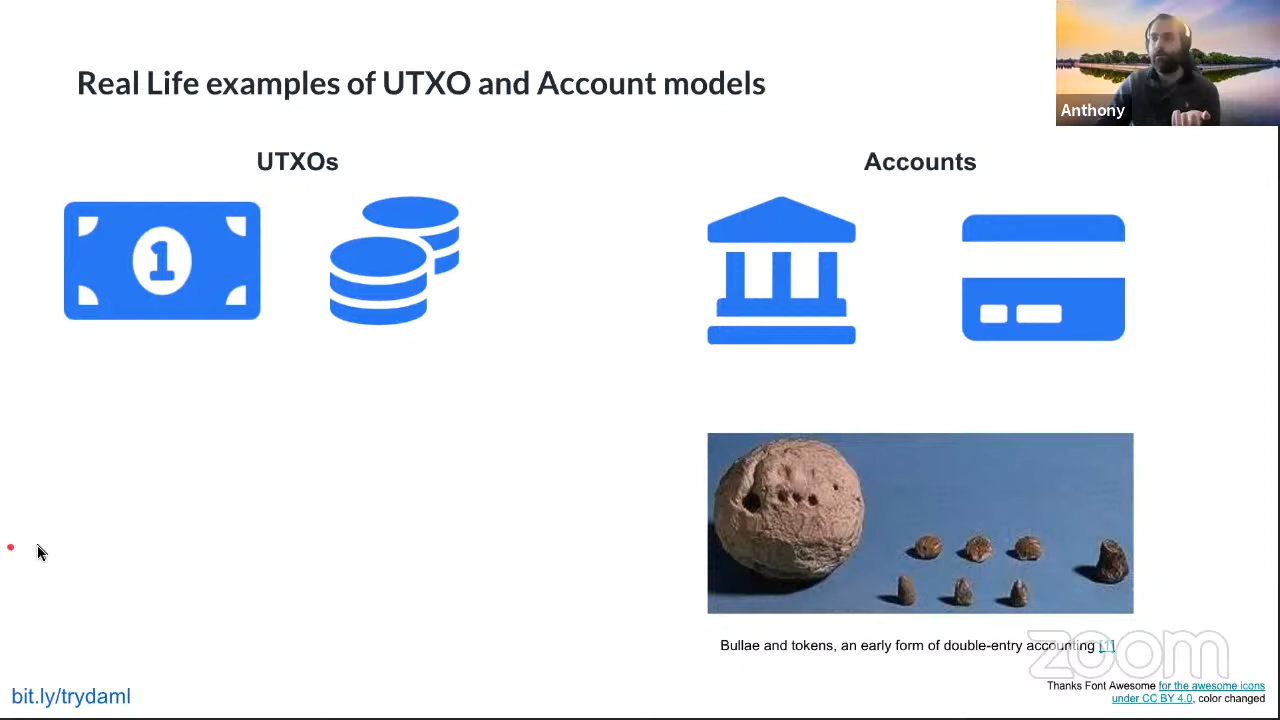 Real Life examples of UTXO and Account models
Anthony
UTXOs
Accounts
1
Bullae and tokens, an early form of double-entry accounting [1]
zoom
Thanks Font Awesome for the awesome icons
under CC BY 4.0, color changed
bit.ly/trydaml